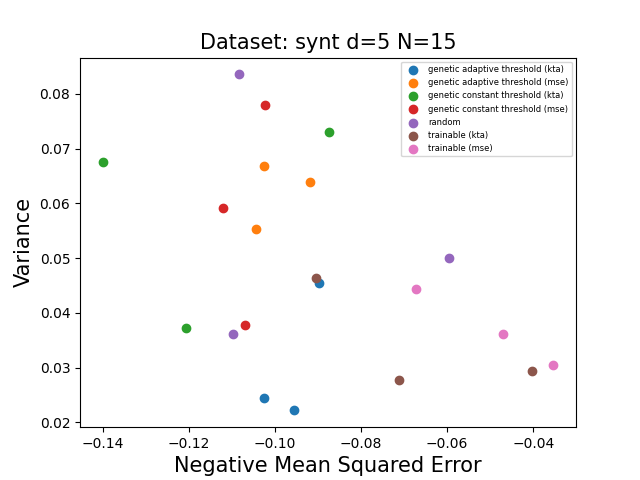 Dataset: synt d=5 N=15
genetic adaptive threshold (kta)
genetic adaptive threshold (mse)
genetic constant threshold (kta)
genetic constant threshold (mse)
random
trainable (kta)
trainable (mse)
Variance
0.08
0.07
0.06
0.05
0.04
0.03
0.02
−0.14 −0.12 −0.10 −0.08 −0.06 −0.04
Negative Mean Squared Error